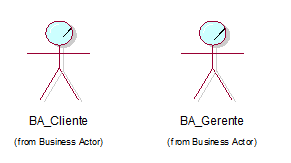 BA_Cliente BA_Gerente
(from Business Actor) (from Business Actor)